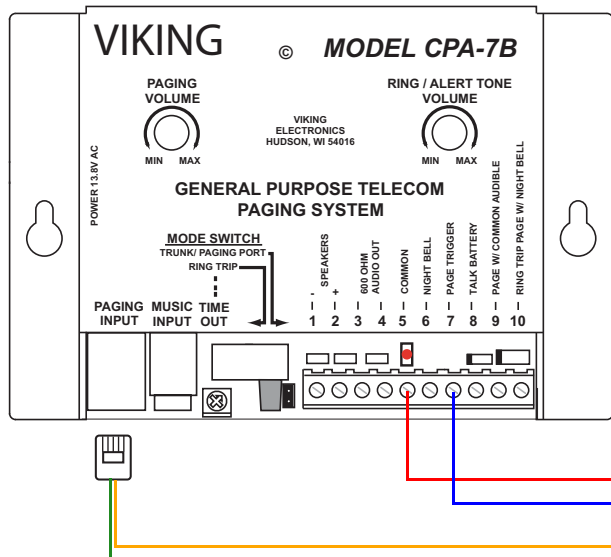 VIKING © MODEL CPA-7B
PAGING
VOLUME
MIN MAX
VIKING
ELECTRONICS
HUDSON, WI 54016
RING / ALERT TONE
VOLUME
MIN MAX
POWER 13.8V AC
GENERAL PURPOSE TELECOM
PAGING SYSTEM
MODE SWITCH
TRUNK/ PAGING PORT
RING TRIP
PAGING
INPUT
MUSIC
INPUT
TIME
OUT
SPEAKERS
- +
600 OHM
AUDIO OUT
COMMON
NIGHT BELL
PAGE TRIGGER
TALK BATTERY
PAGE W/ COMMON AUDIBLE
RING TRIP PAGE W/ NIGHT BELL
1 2 3 4 5 6 7 8 9 10